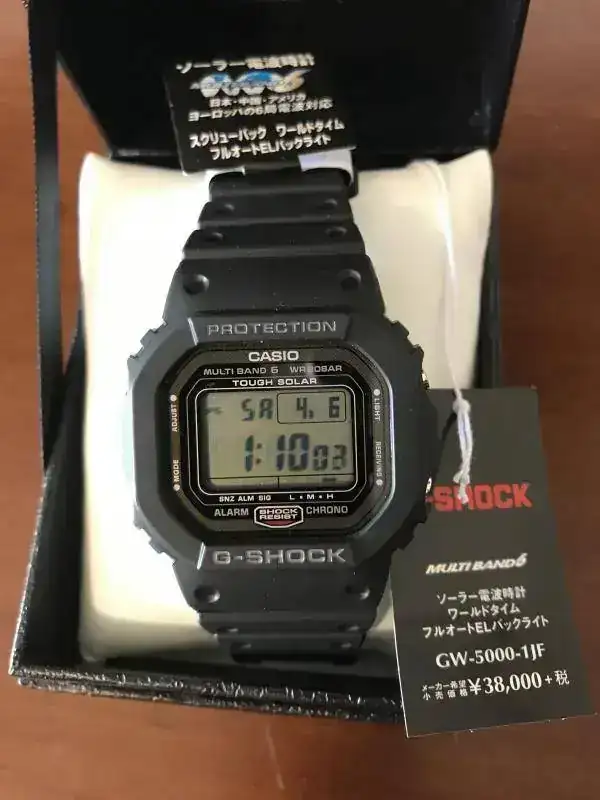 ソーラー電波時計
日本・中国・アメリカ
ヨーロッパの6局電波対応
スクリューバック ワールドタイム
フルオートELバックライト
PROTECTION
CASIO
MULTI BAND 6 WR20BAR
TOUGH SOLAR
ADJUST
MODE
LIGHT
RECEIVING
SA 4.6
1:10 03
SNZ ALM SIG L•M•H
ALARM SHOCK RESIST CHRONO
G-SHOCK
-SHOCK
MULTIBAND6
ソーラー電波時計
ワールドタイム
フルオートELバックライト
GW-5000-1JF
メーカー希望小売価格 ¥38,000+税